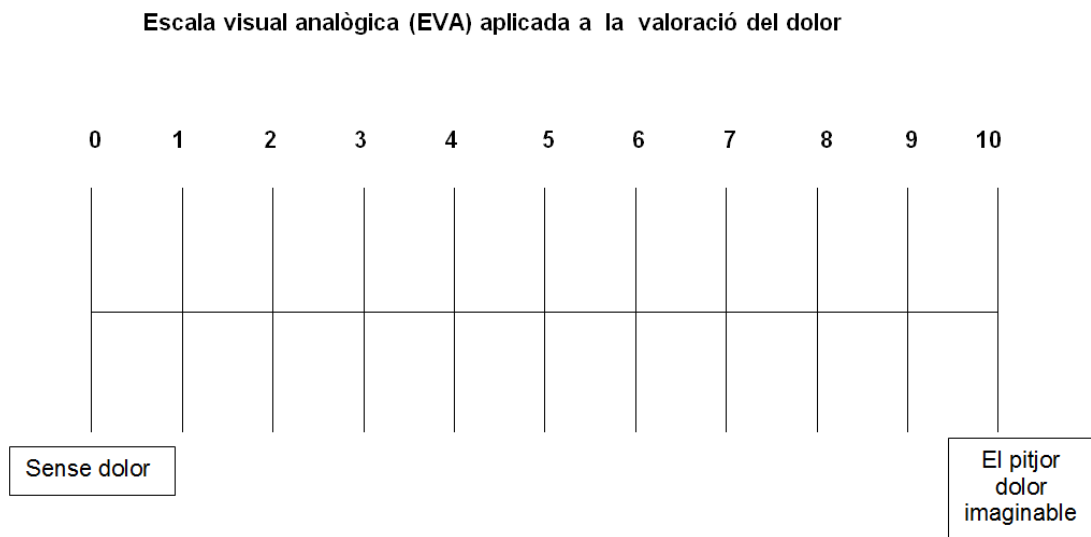 Escala visual analògica (EVA) aplicada a la valoració del dolor
0 1 2 3 4 5 6 7 8 9 10
Sense dolor
El pitjor
dolor
imaginable